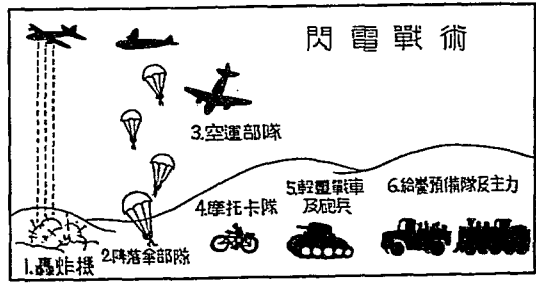 閃電戰術
1.轟炸機
2.降落傘部隊
3.空運部隊
4.摩托卡隊
5.輕重戰車
及砲兵
6.給養預備隊及主力